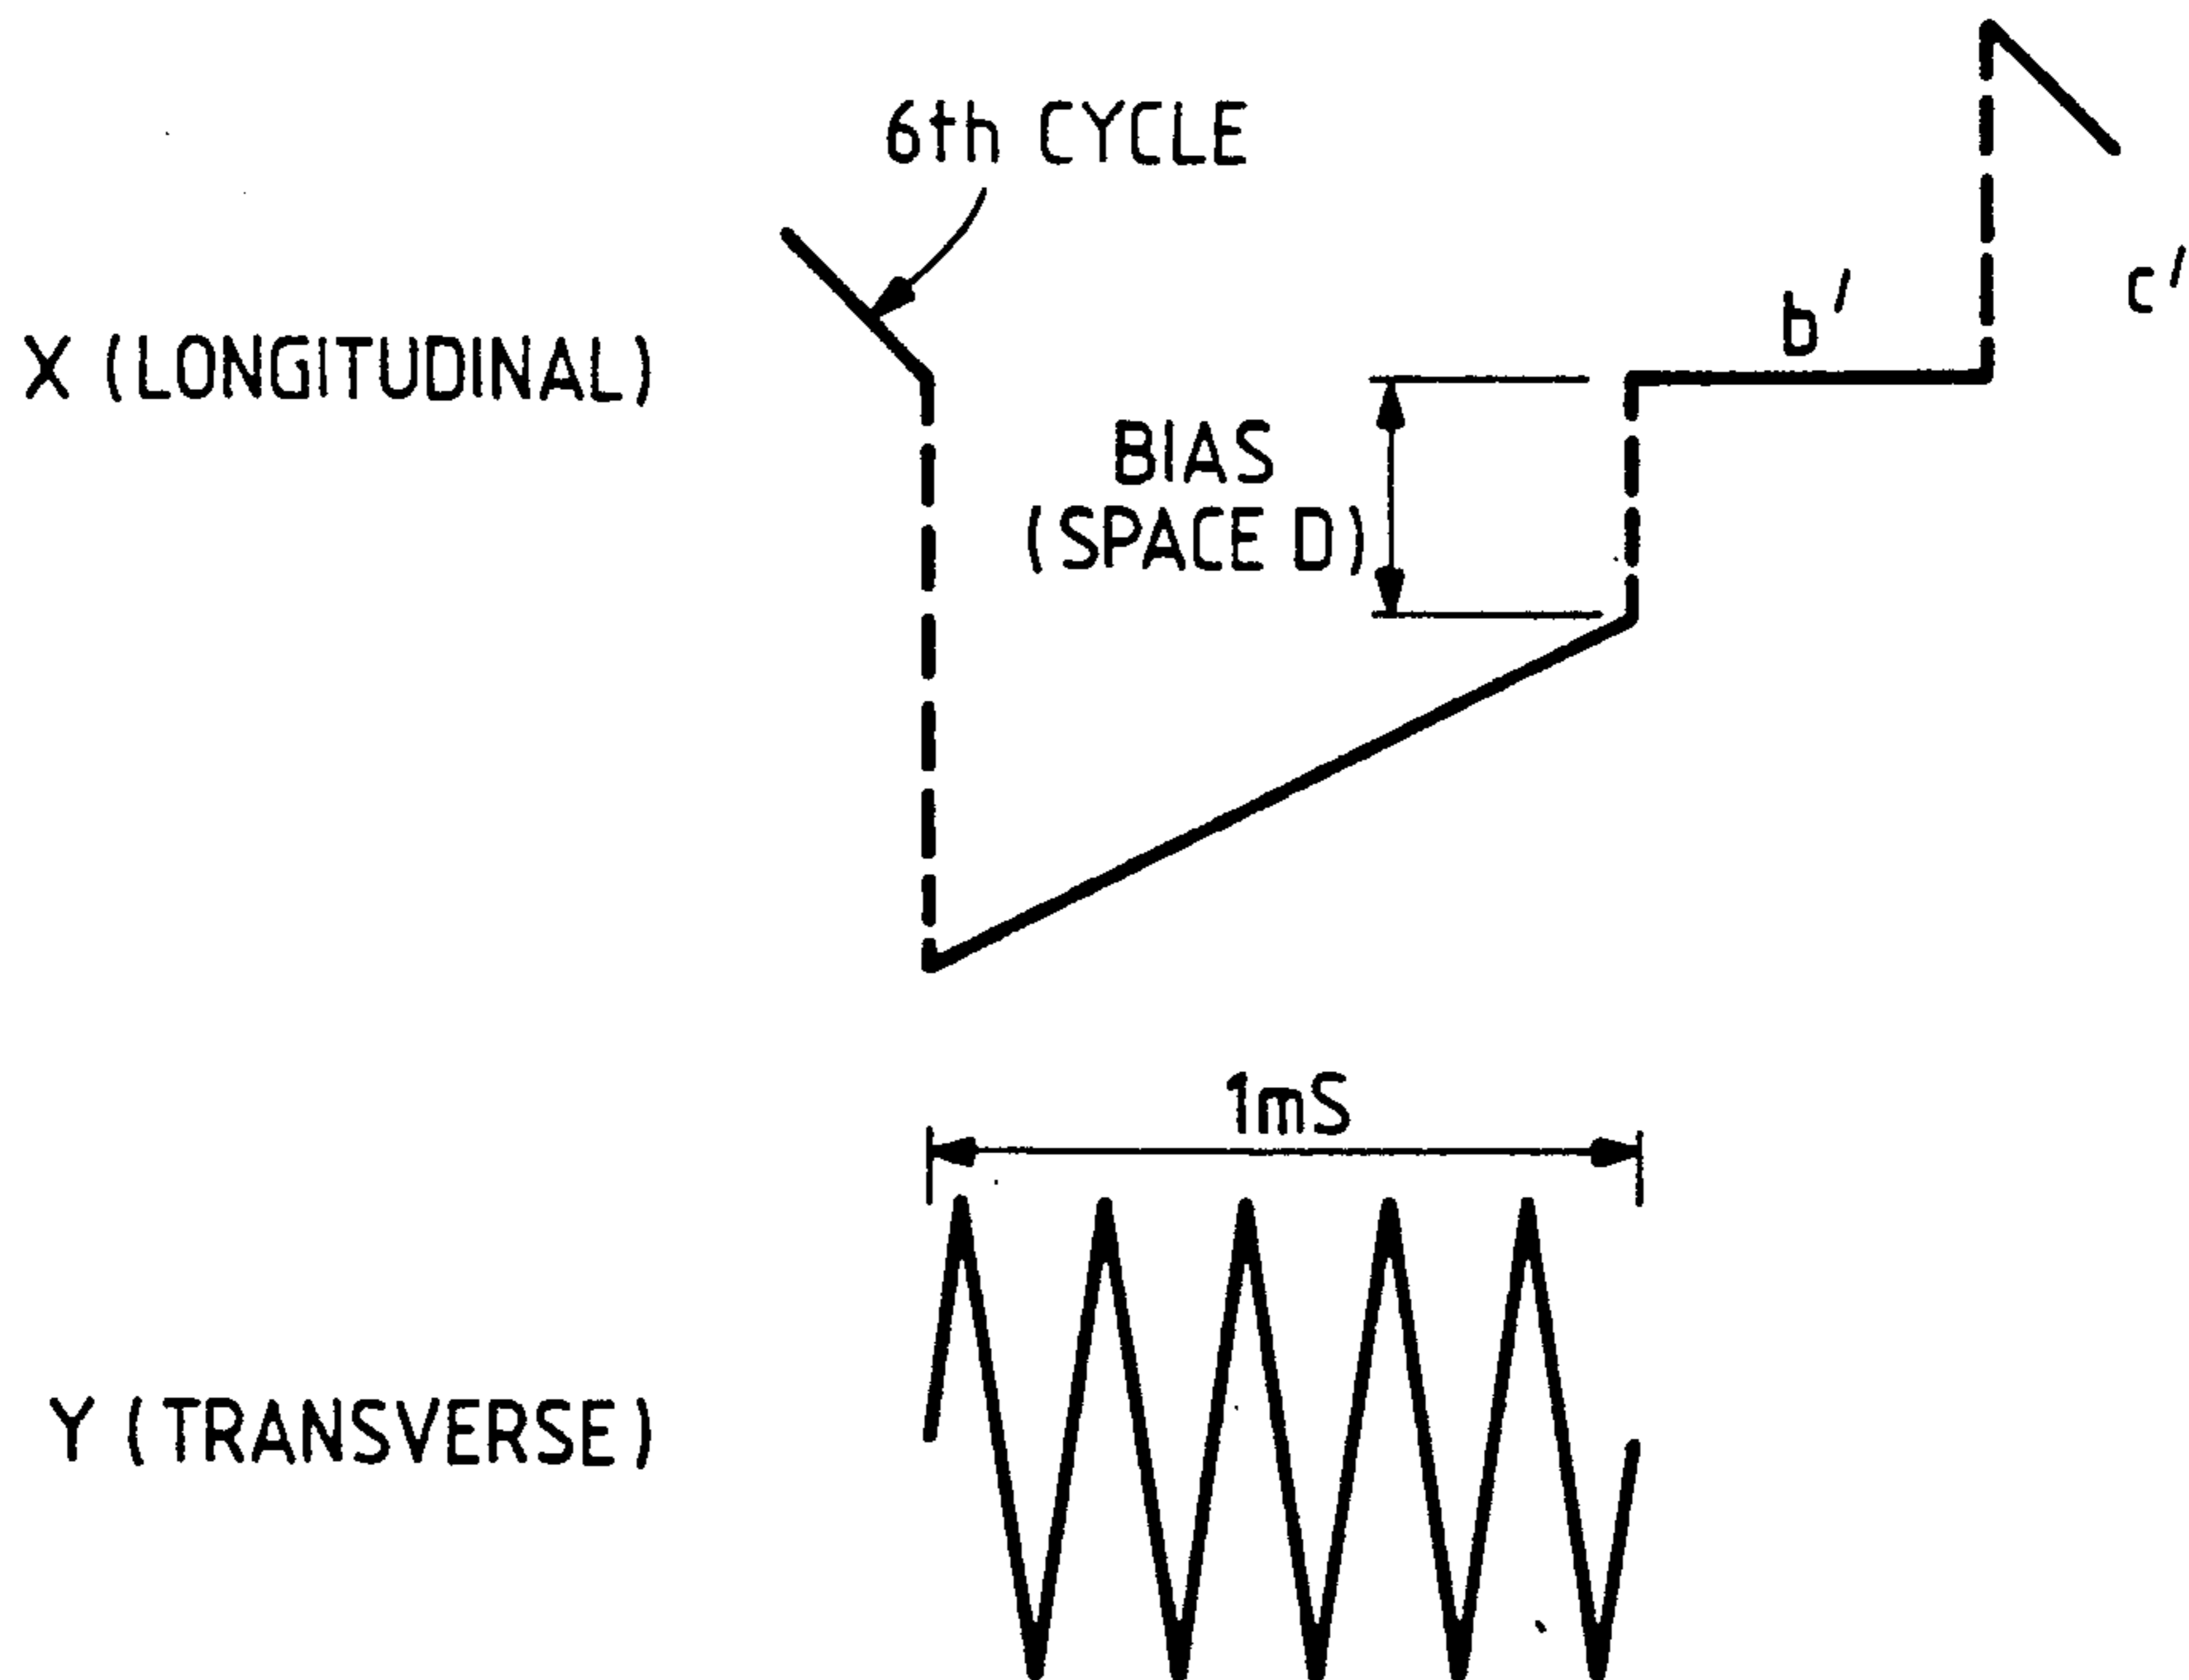 6th CYCLE
X (LONGITUDINAL)
b'
c'
BIAS
(SPACE D)
1mS
Y (TRANSVERSE)